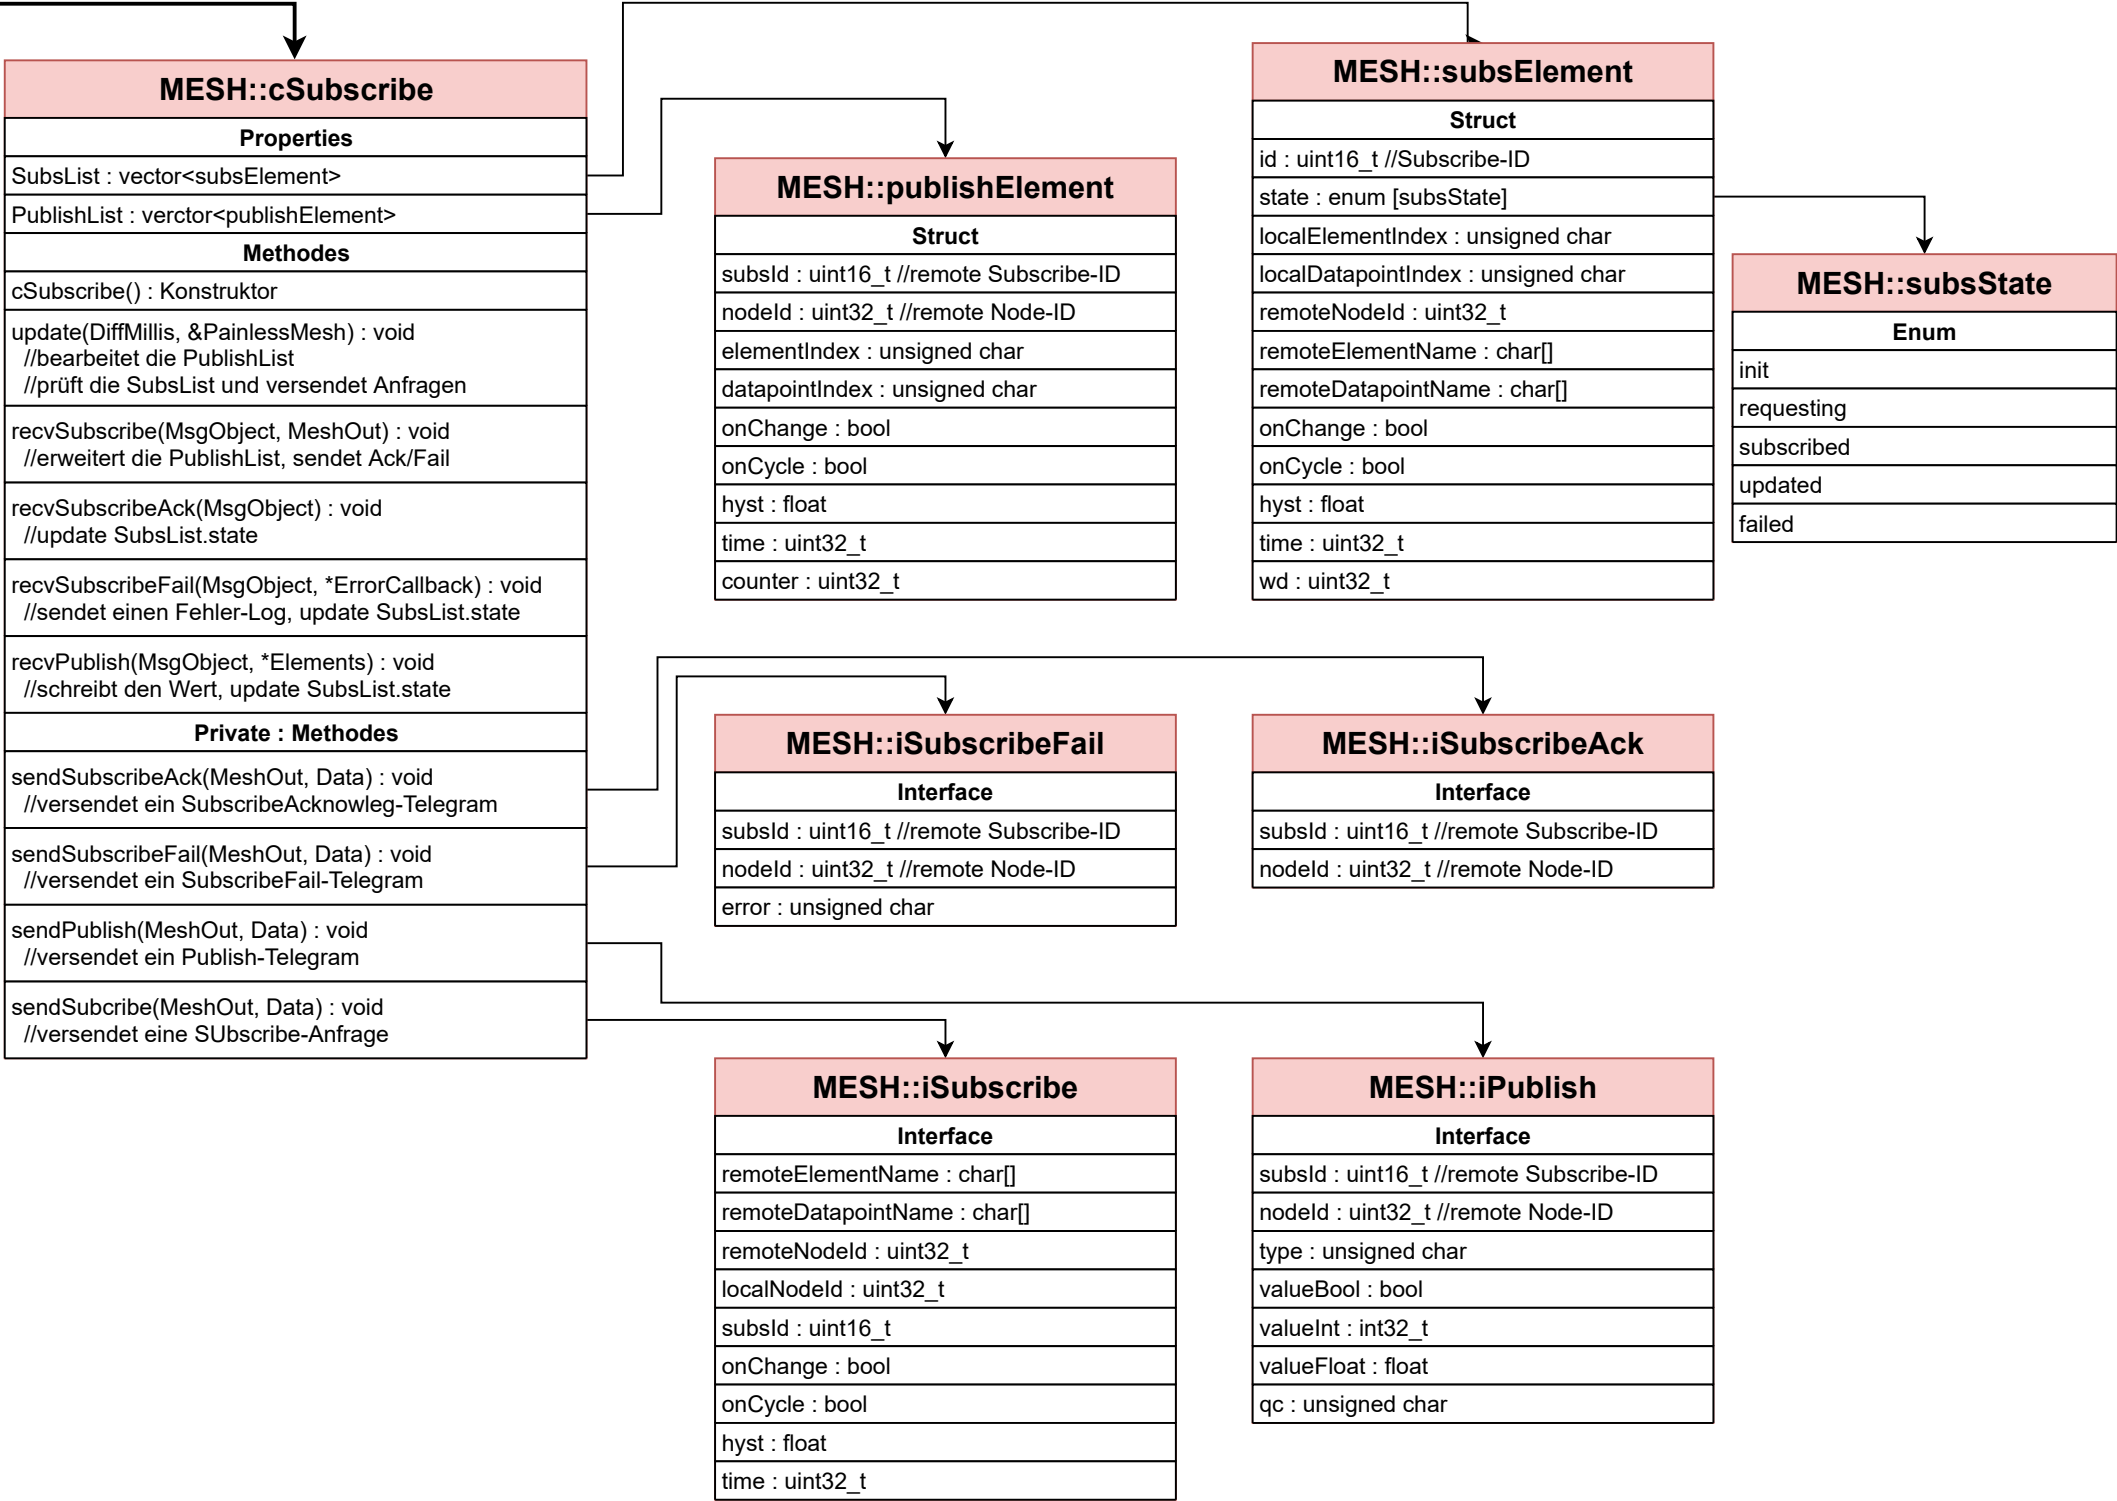 MESH::cSubscribe
Properties
SubsList : vector<subsElement>
PublishList : verctor<publishElement>
Methodes
cSubscribe() : Konstruktor
update(DiffMillis, &PainlessMesh) : void
//bearbeitet die PublishList
//prüft die SubsList und versendet Anfragen
recvSubscribe(MsgObject, MeshOut) : void
//erweitert die PublishList, sendet Ack/Fail
recvSubscribeAck(MsgObject) : void
//update SubsList.state
recvSubscribeFail(MsgObject, *ErrorCallback) : void
//sendet einen Fehler-Log, update SubsList.state
recvPublish(MsgObject, *Elements) : void
//schreibt den Wert, update SubsList.state
Private : Methodes
sendSubscribeAck(MeshOut, Data) : void
//versendet ein SubscribeAcknowleg-Telegram
sendSubscribeFail(MeshOut, Data) : void
//versendet ein SubscribeFail-Telegram
sendPublish(MeshOut, Data) : void
//versendet ein Publish-Telegram
sendSubcribe(MeshOut, Data) : void
//versendet eine SUbscribe-Anfrage
MESH::publishElement
Struct
subsId : uint16_t //remote Subscribe-ID
nodeId : uint32_t //remote Node-ID
elementIndex : unsigned char
datapointIndex : unsigned char
onChange : bool
onCycle : bool
hyst : float
time : uint32_t
counter : uint32_t
MESH::subsElement
Struct
id : uint16_t //Subscribe-ID
state : enum [subsState]
localElementIndex : unsigned char
localDatapointIndex : unsigned char
remoteNodeId : uint32_t
remoteElementName : char[]
remoteDatapointName : char[]
onChange : bool
onCycle : bool
hyst : float
time : uint32_t
wd : uint32_t
MESH::subsState
Enum
init
requesting
subscribed
updated
failed
MESH::iSubscribeFail
Interface
subsId : uint16_t //remote Subscribe-ID
nodeId : uint32_t //remote Node-ID
error : unsigned char
MESH::iSubscribeAck
Interface
subsId : uint16_t //remote Subscribe-ID
nodeId : uint32_t //remote Node-ID
MESH::iSubscribe
Interface
remoteElementName : char[]
remoteDatapointName : char[]
remoteNodeId : uint32_t
localNodeId : uint32_t
subsId : uint16_t
onChange : bool
onCycle : bool
hyst : float
time : uint32_t
MESH::iPublish
Interface
subsId : uint16_t //remote Subscribe-ID
nodeId : uint32_t //remote Node-ID
type : unsigned char
valueBool : bool
valueInt : int32_t
valueFloat : float
qc : unsigned char